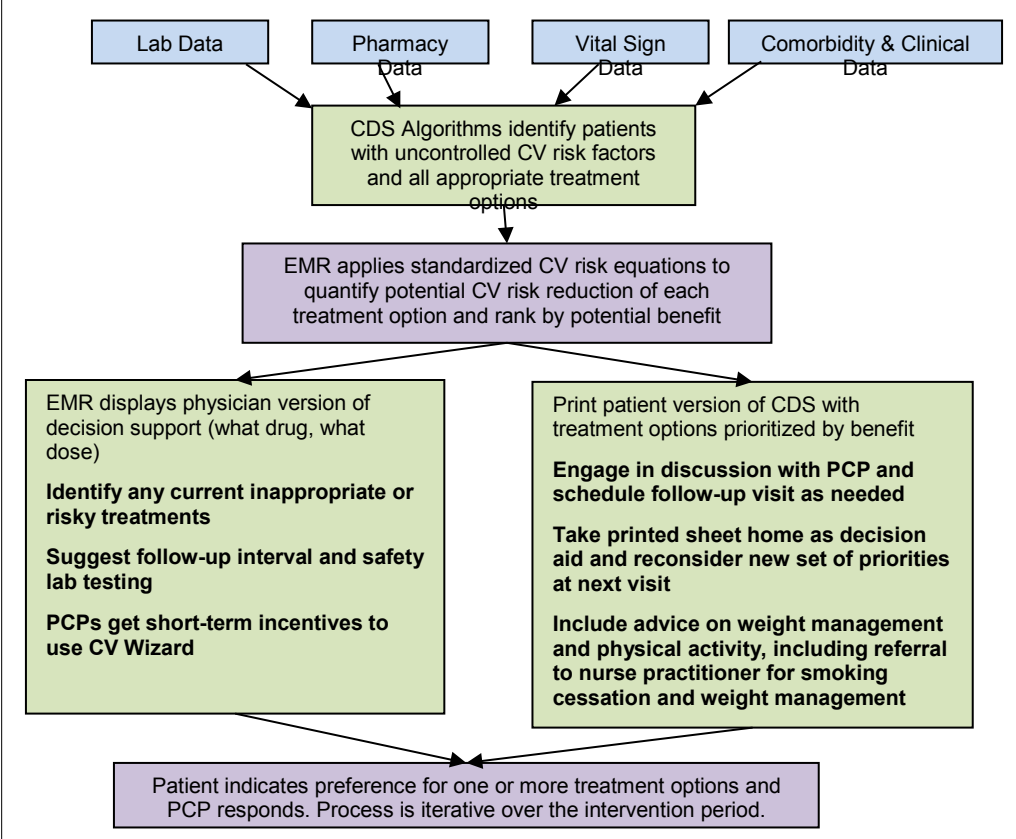 Lab Data
Pharmacy
Data
Vital Sign
Data
Comorbidity & Clinical
Data
CDS Algorithms identify patients
with uncontrolled CV risk factors
and all appropriate treatment
options
EMR applies standardized CV risk equations to
quantify potential CV risk reduction of each
treatment option and rank by potential benefit
EMR displays physician version of
decision support (what drug, what
dose)
Identify any current inappropriate or
risky treatments
Suggest follow-up interval and safety
lab testing
PCPs get short-term incentives to
use CV Wizard
Print patient version of CDS with
treatment options prioritized by benefit
Engage in discussion with PCP and
schedule follow-up visit as needed
Take printed sheet home as decision
aid and reconsider new set of priorities
at next visit
Include advice on weight management
and physical activity, including referral
to nurse practitioner for smoking
cessation and weight management
Patient indicates preference for one or more treatment options and
PCP responds. Process is iterative over the intervention period.